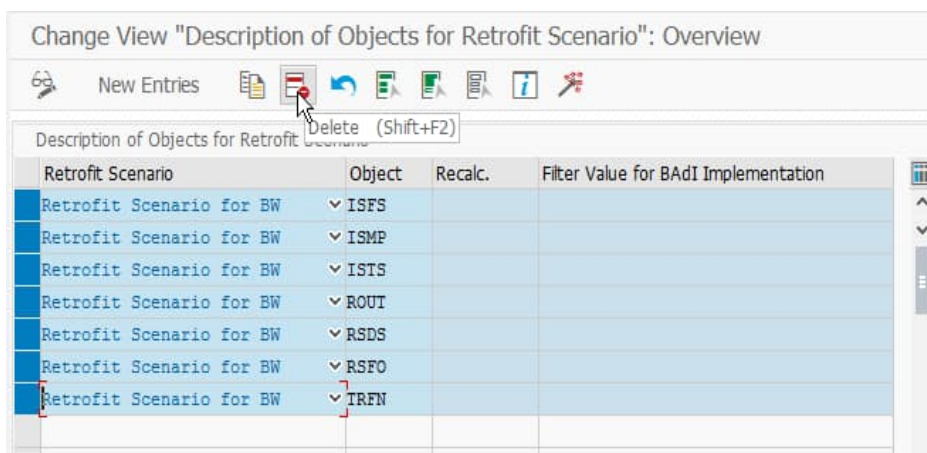 Change View "Description of Objects for Retrofit Scenario": Overview
New Entries
Delete (Shift+F2)
Description of Objects for Retrofit Scenario
Retrofit Scenario Object Recalc. Filter Value for BAdI Implementation
Retrofit Scenario for BW ISFS
Retrofit Scenario for BW ISMP
Retrofit Scenario for BW ISTS
Retrofit Scenario for BW ROUT
Retrofit Scenario for BW RSDS
Retrofit Scenario for BW RSFO
Retrofit Scenario for BW TRFN